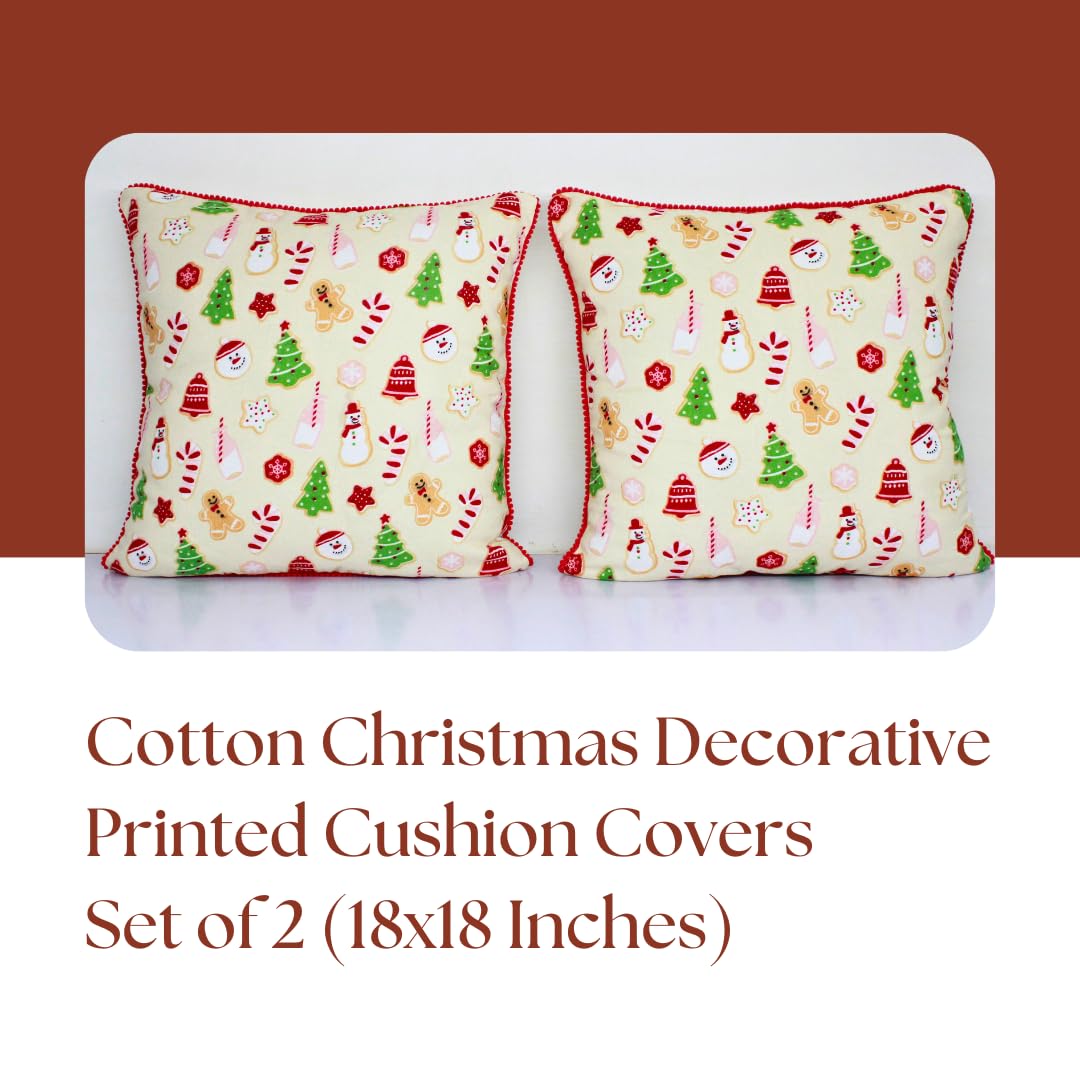 Cotton Christmas Decorative
Printed Cushion Covers
Set of 2 (18x18 Inches)